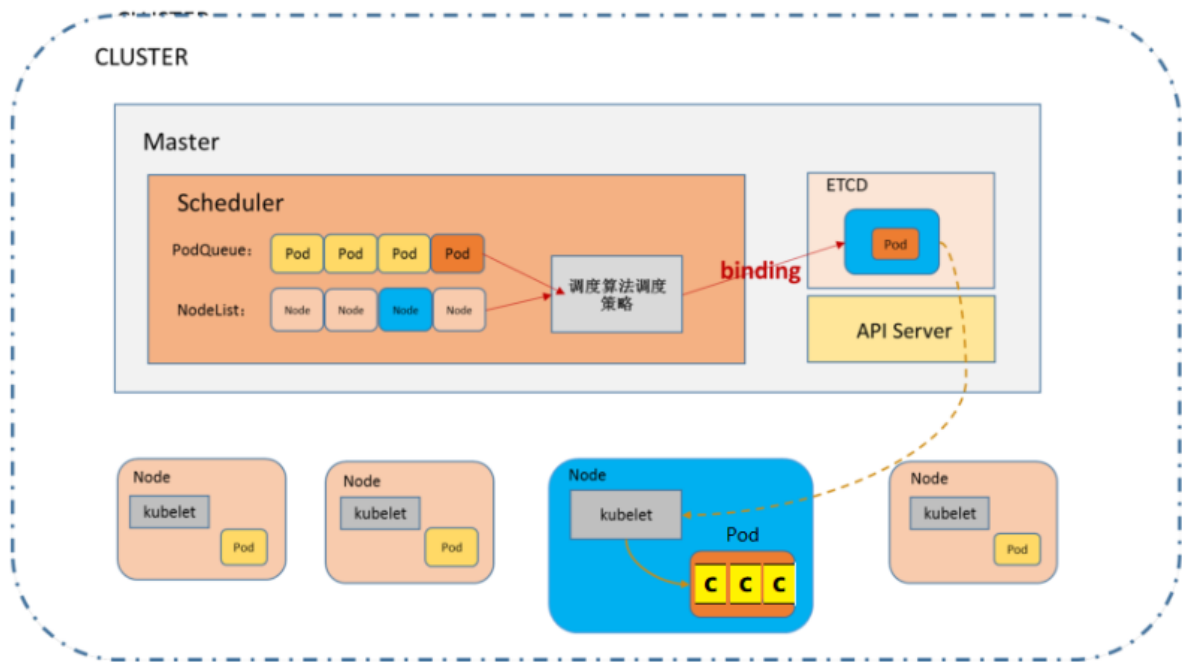 CLUSTER
Master
Scheduler
ETCD
PodQueue:
Pod Pod Pod Pod
Pod
NodeList:
Node Node Node Node
调度算法调度
策略
binding
API Server
Node
kubelet
Pod
Node
kubelet
Pod
Node
kubelet
Pod
C C C
Node
kubelet
Pod